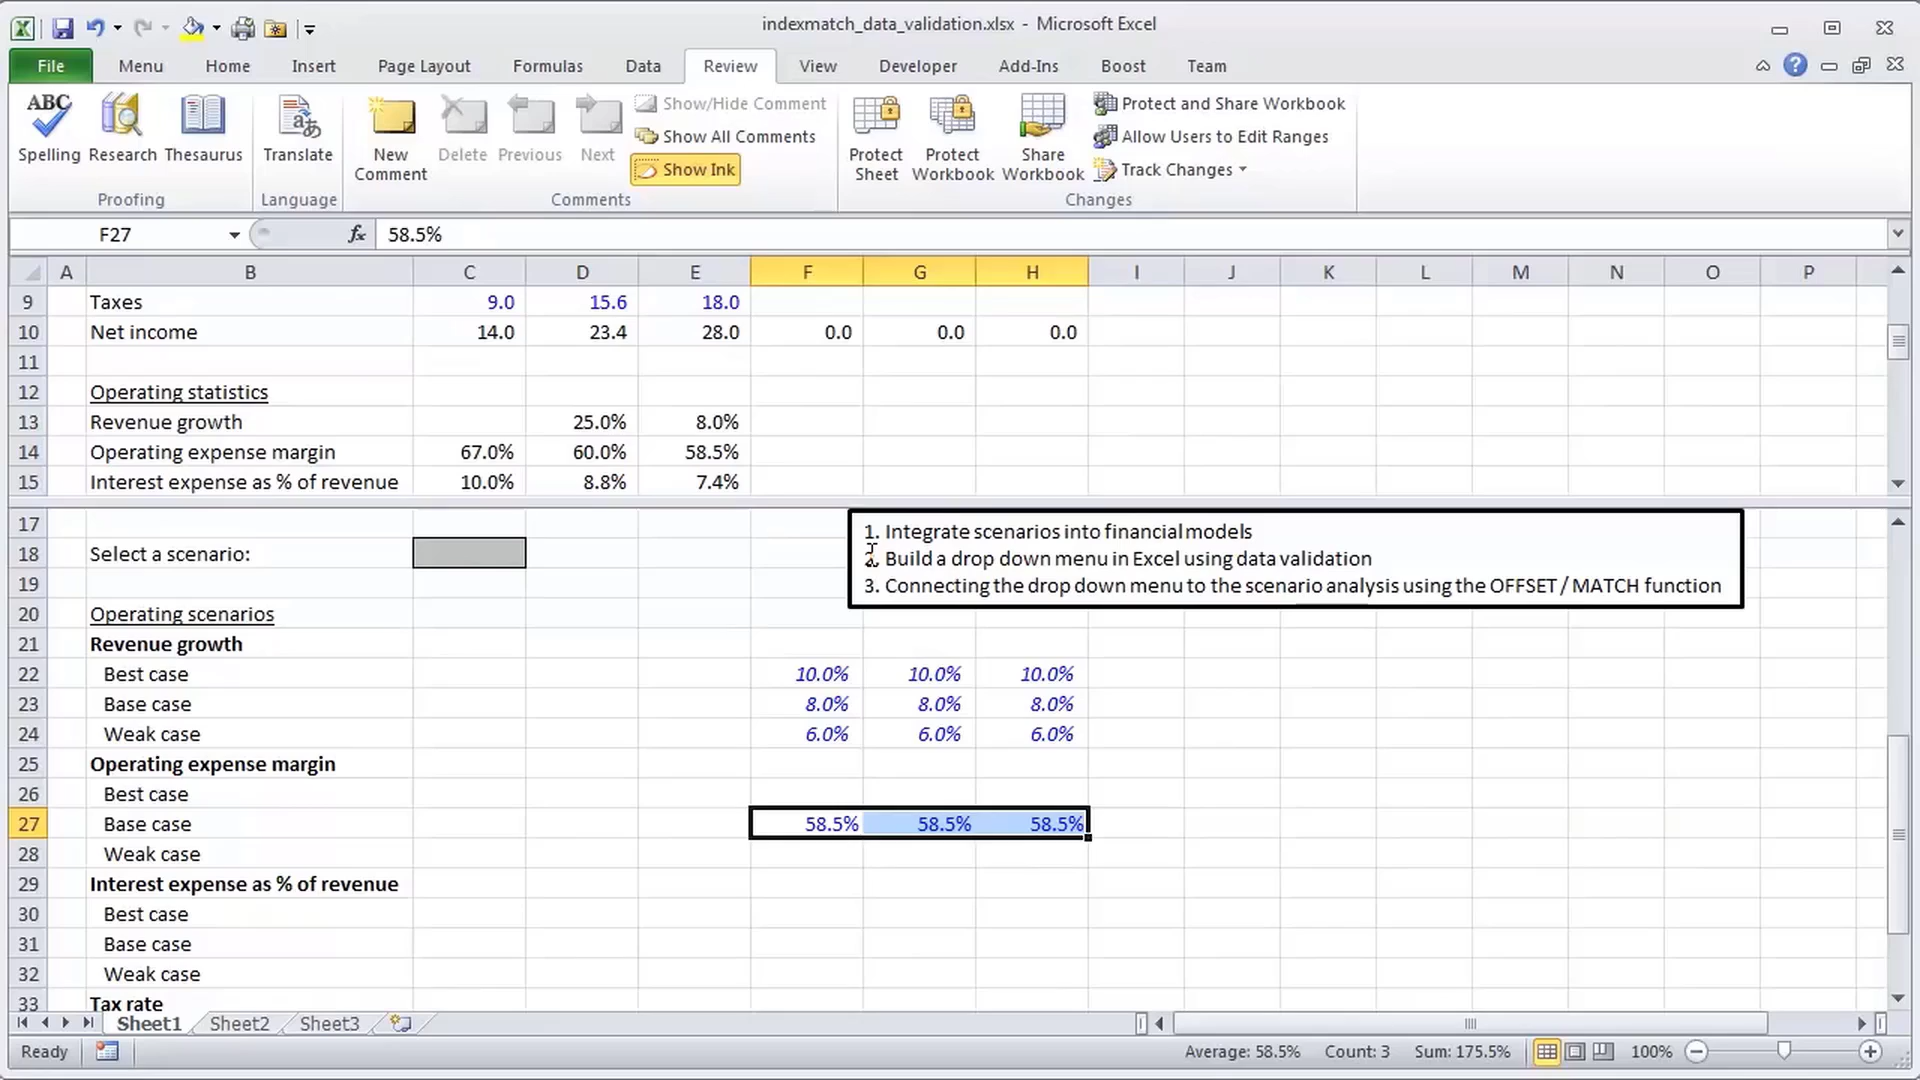 indexmatch_data_validation.xlsx - Microsoft Excel
File Menu Home Insert Page Layout Formulas Data Review View Developer Add-Ins Boost Team
ABC Spelling Research Thesaurus
Proofing
Translate
Language
New Comment Delete Previous Next
Show/Hide Comment
Show All Comments
Show Ink
Comments
Protect Sheet Protect Workbook Share Workbook
Protect and Share Workbook
Allow Users to Edit Ranges
Track Changes
Changes
F27 fx 58.5%
A B C D E F G H I J K L M N O P
9 Taxes 9.0 15.6 18.0
10 Net income 14.0 23.4 28.0 0.0 0.0 0.0
11
12 Operating statistics
13 Revenue growth 25.0% 8.0%
14 Operating expense margin 67.0% 60.0% 58.5%
15 Interest expense as % of revenue 10.0% 8.8% 7.4%
17
1. Integrate scenarios into financial models
18 Select a scenario:
2. Build a drop down menu in Excel using data validation
19
3. Connecting the drop down menu to the scenario analysis using the OFFSET / MATCH function
20 Operating scenarios
21 Revenue growth
22 Best case 10.0% 10.0% 10.0%
23 Base case 8.0% 8.0% 8.0%
24 Weak case 6.0% 6.0% 6.0%
25 Operating expense margin
26 Best case
27 Base case 58.5% 58.5% 58.5%
28 Weak case
29 Interest expense as % of revenue
30 Best case
31 Base case
32 Weak case
33 Tax rate
Sheet1 Sheet2 Sheet3
Ready Average: 58.5% Count: 3 Sum: 175.5% 100%